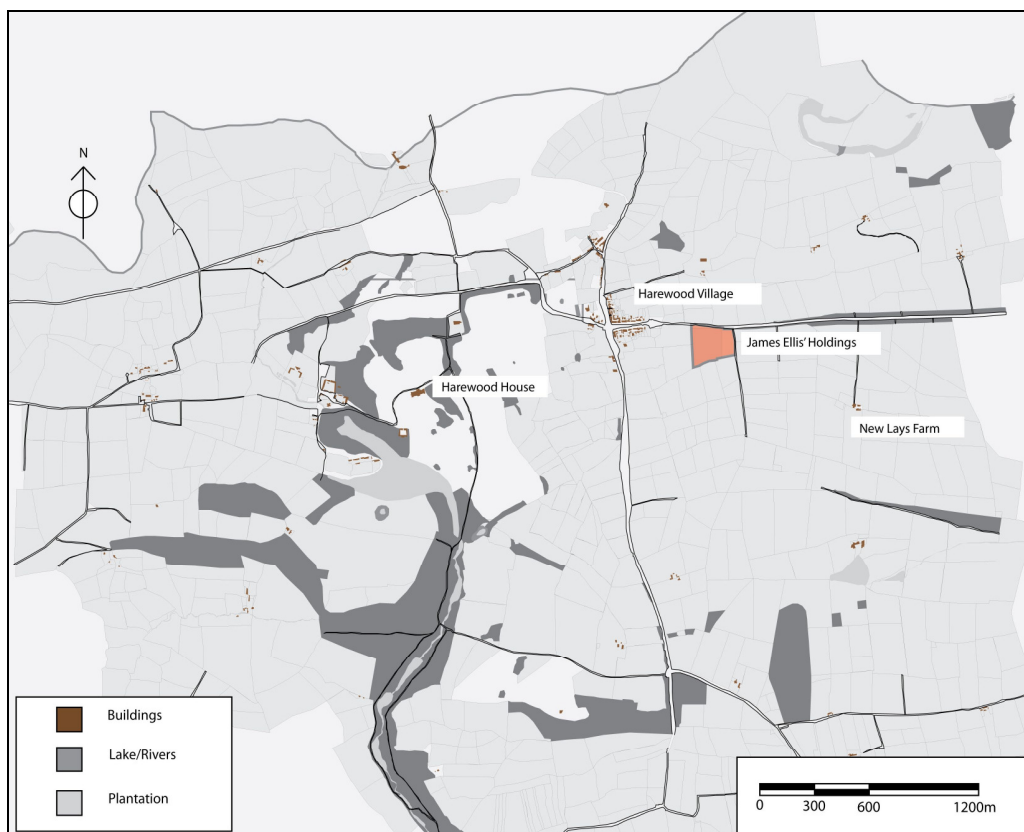 N
Harewood Village
James Ellis' Holdings
Harewood House
New Lays Farm
Buildings
Lake/Rivers
Plantation
0 300 600 1200m